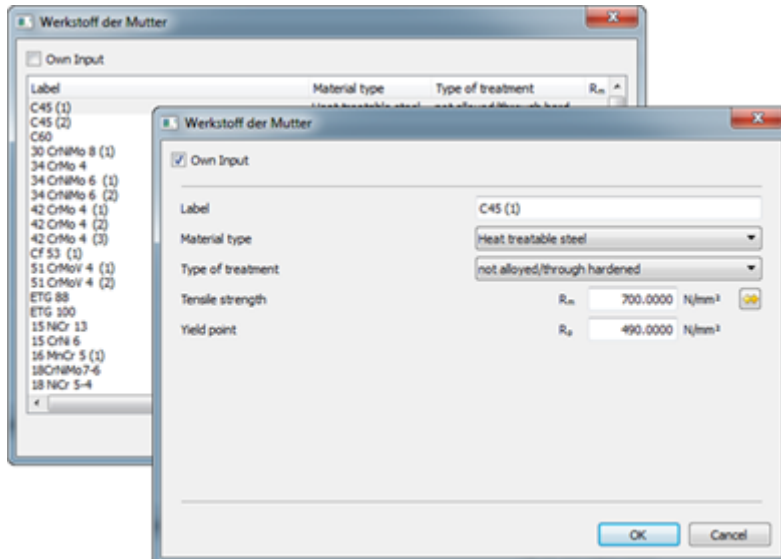 Werkstoff der Mutter
Own Input
Label Material type Type of treatment Rm
C45 (1)
C45 (2)
C60
30 CrNiMo 8 (1)
34 CrMo 4
34 CrNiMo 6 (1)
34 CrNiMo 6 (2)
42 CrMo 4 (1)
42 CrMo 4 (2)
42 CrMo 4 (3)
Cf 53 (1)
51 CrMoV 4 (1)
51 CrMoV 4 (2)
ETG 88
ETG 100
15 NiCr 13
15 CrNi 6
16 MnCr 5 (1)
18CrNiMo7-6
18 NiCr 5-4
Werkstoff der Mutter
Own Input
Label C45 (1)
Material type Heat treatable steel
Type of treatment not alloyed/through hardened
Tensile strength Rm 700.0000 N/mm²
Yield point Rp 490.0000 N/mm²
OK Cancel